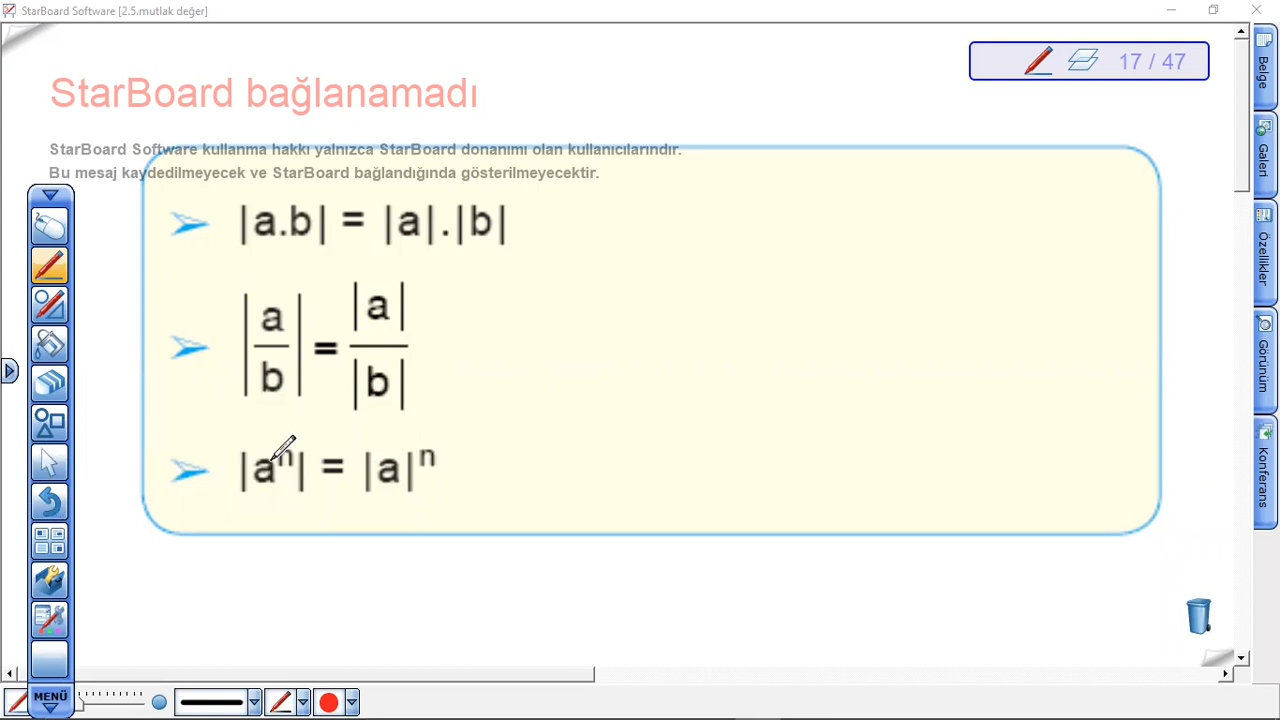 StarBoard Software [2.5.mutlak değer]
17 / 47
StarBoard bağlanamadı
StarBoard Software kullanma hakkı yalnızca StarBoard donanımı olan kullanıcılarındır.
Bu mesaj kaydedilmeyecek ve StarBoard bağlandığında gösterilmeyecektir.
|a.b| = |a|.|b|
|a/b| = |a|/|b|
|aⁿ| = |a|ⁿ
Belge
Galeri
Özellikler
Görünüm
Konferans
MENÜ